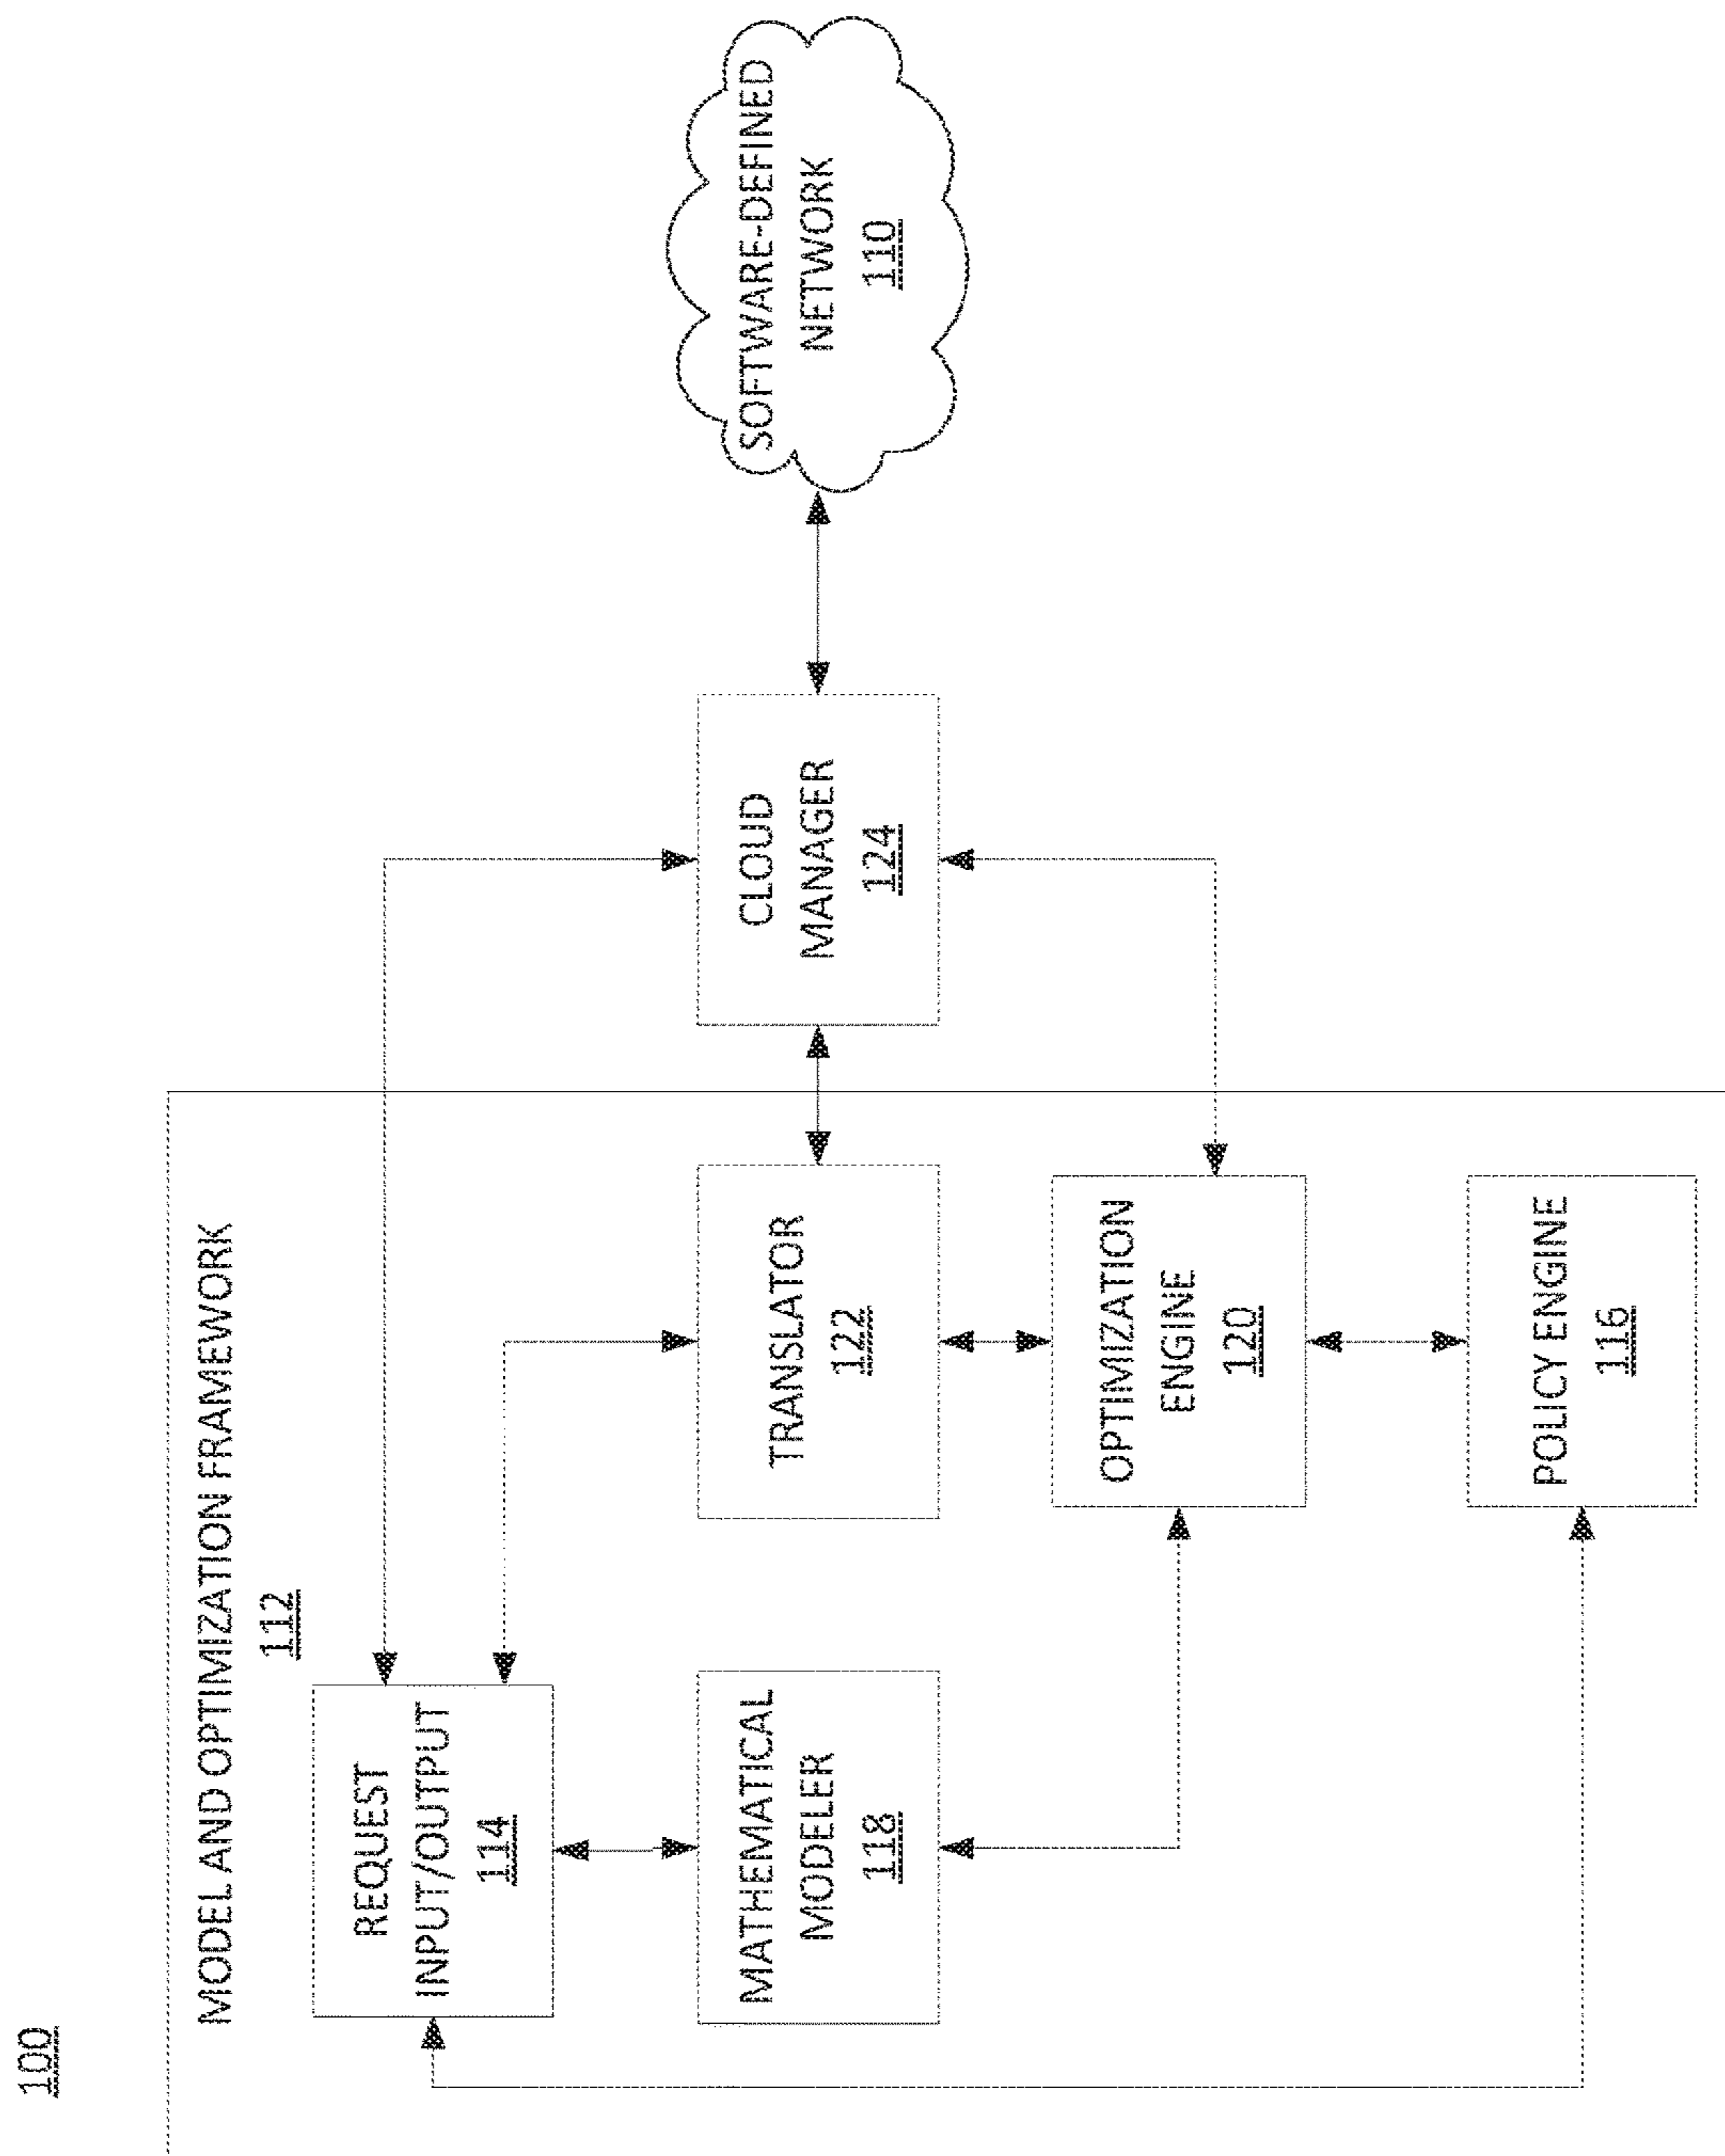 100
MODEL AND OPTIMIZATION FRAMEWORK
112
REQUEST
INPUT/OUTPUT
114
MATHEMATICAL
MODELER
118
TRANSLATOR
122
OPTIMIZATION
ENGINE
120
POLICY ENGINE
116
CLOUD
MANAGER
124
SOFTWARE-DEFINED
NETWORK
110